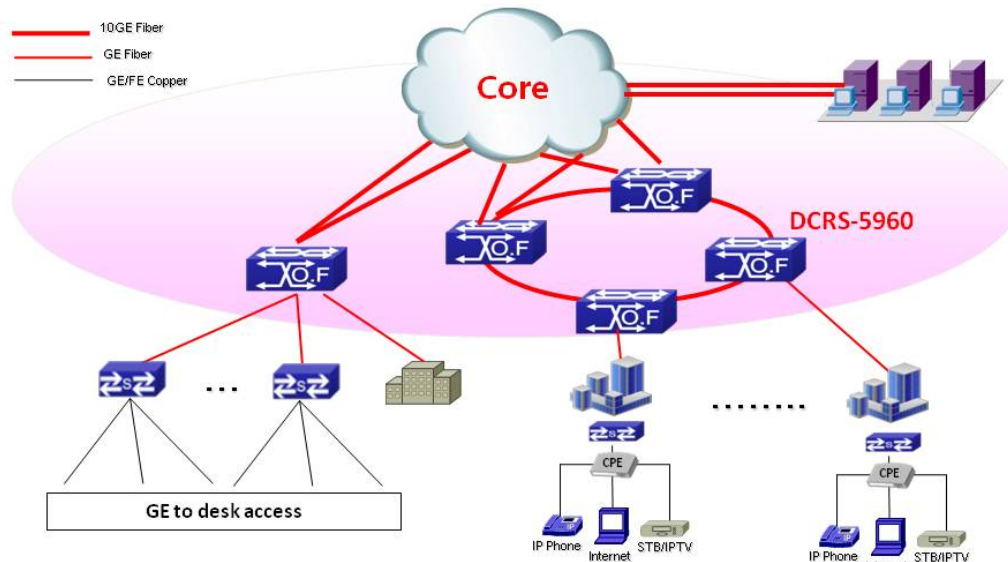 10GE Fiber
GE Fiber
GE/FE Copper
Core
DCRS-5960
O.F
O.F
O.F
O.F
O.F
S
S
...
GE to desk access
........
S
S
CPE
CPE
IP Phone
Internet
STB/IPTV
IP Phone
STB/IPTV